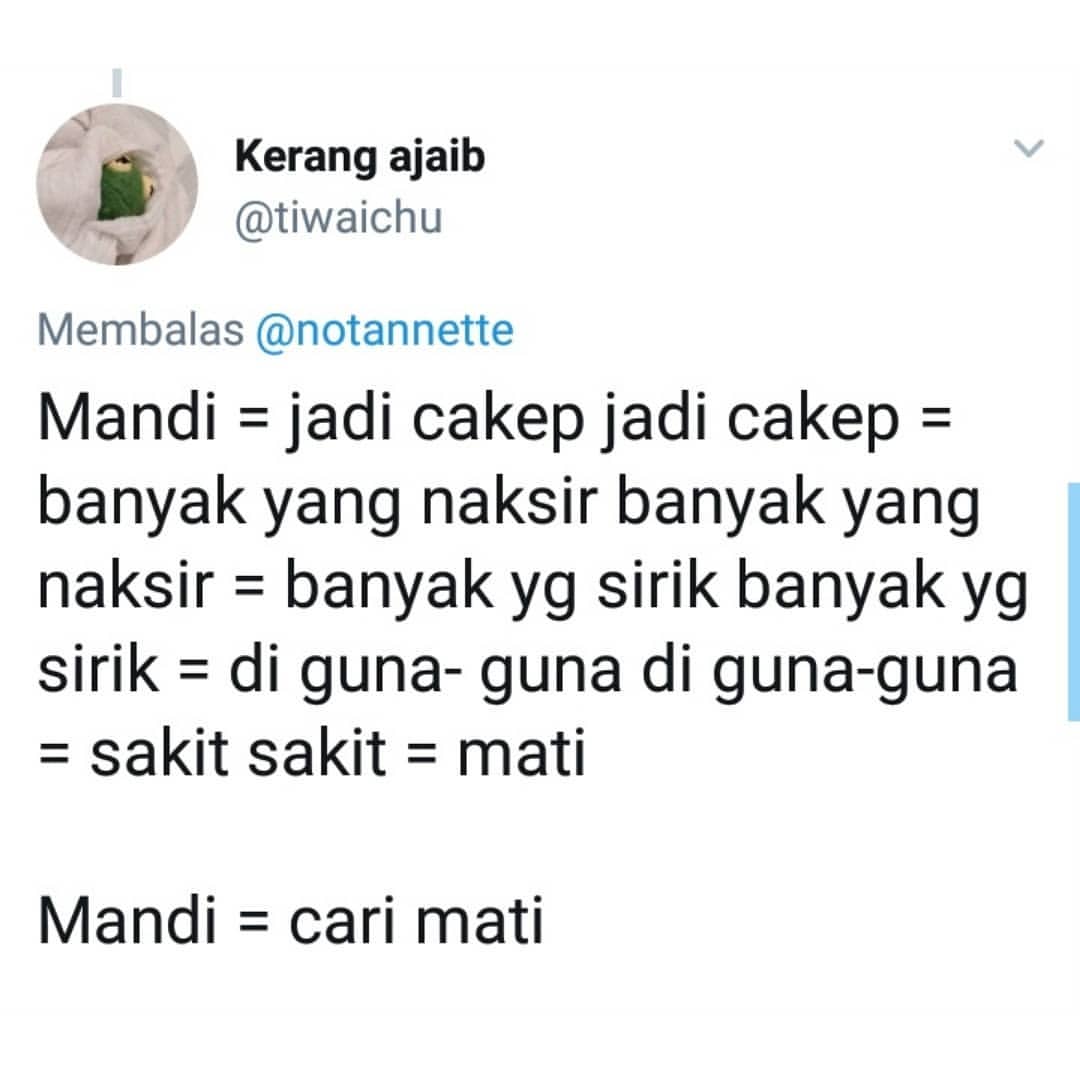 Kerang ajaib
@tiwaichu
Membalas @notannette
Mandi = jadi cakep jadi cakep =
banyak yang naksir banyak yang
naksir = banyak yg sirik banyak yg
sirik = di guna- guna di guna-guna
= sakit sakit = mati
Mandi = cari mati